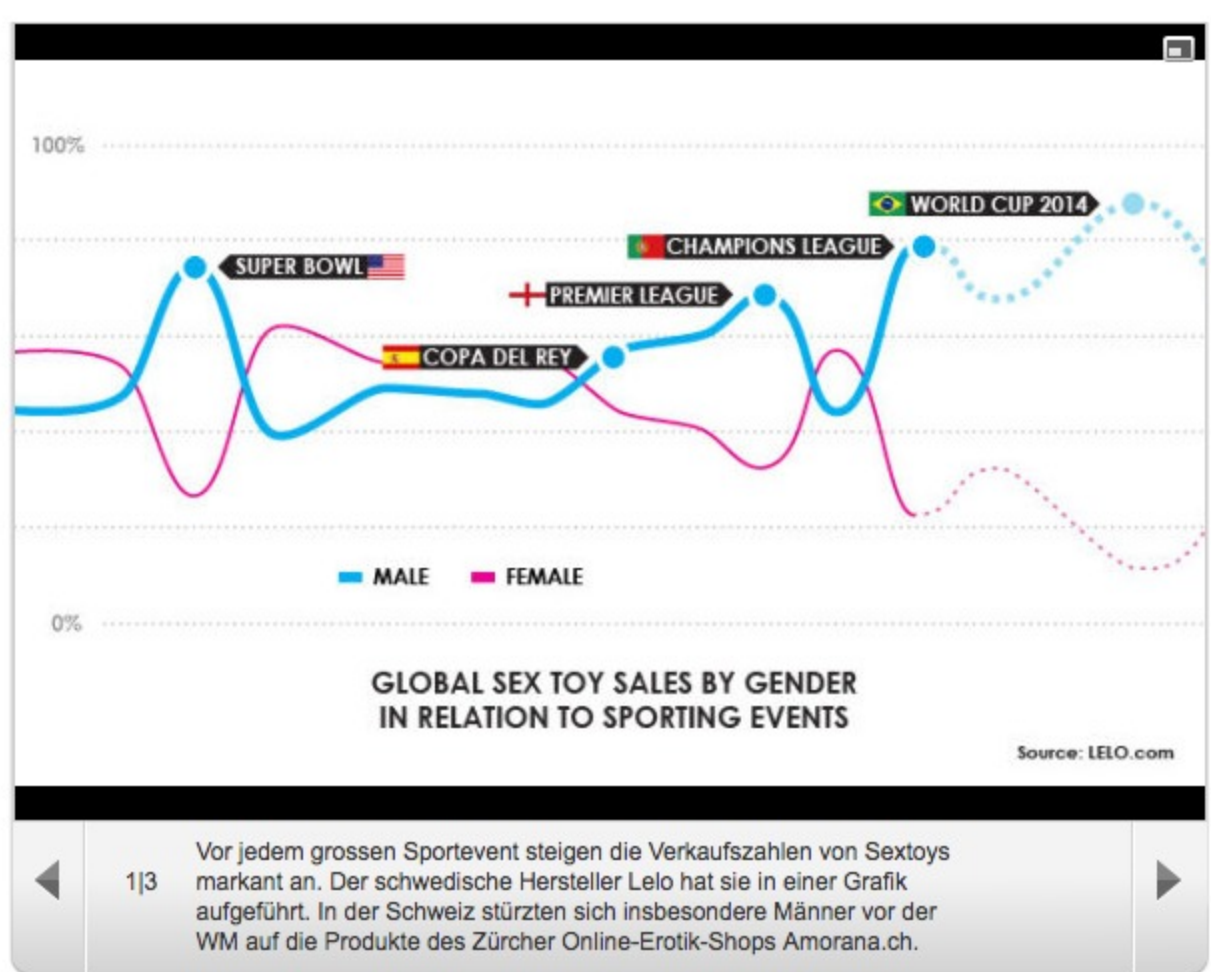 100%
WORLD CUP 2014
CHAMPIONS LEAGUE
SUPER BOWL
PREMIER LEAGUE
COPA DEL REY
MALE
FEMALE
0%
GLOBAL SEX TOY SALES BY GENDER
IN RELATION TO SPORTING EVENTS
Source: LELO.com
1|3
Vor jedem grossen Sportevent steigen die Verkaufszahlen von Sextoys
markant an. Der schwedische Hersteller Lelo hat sie in einer Grafik
aufgeführt. In der Schweiz stürzten sich insbesondere Männer vor der
WM auf die Produkte des Zürcher Online-Erotik-Shops Amorana.ch.